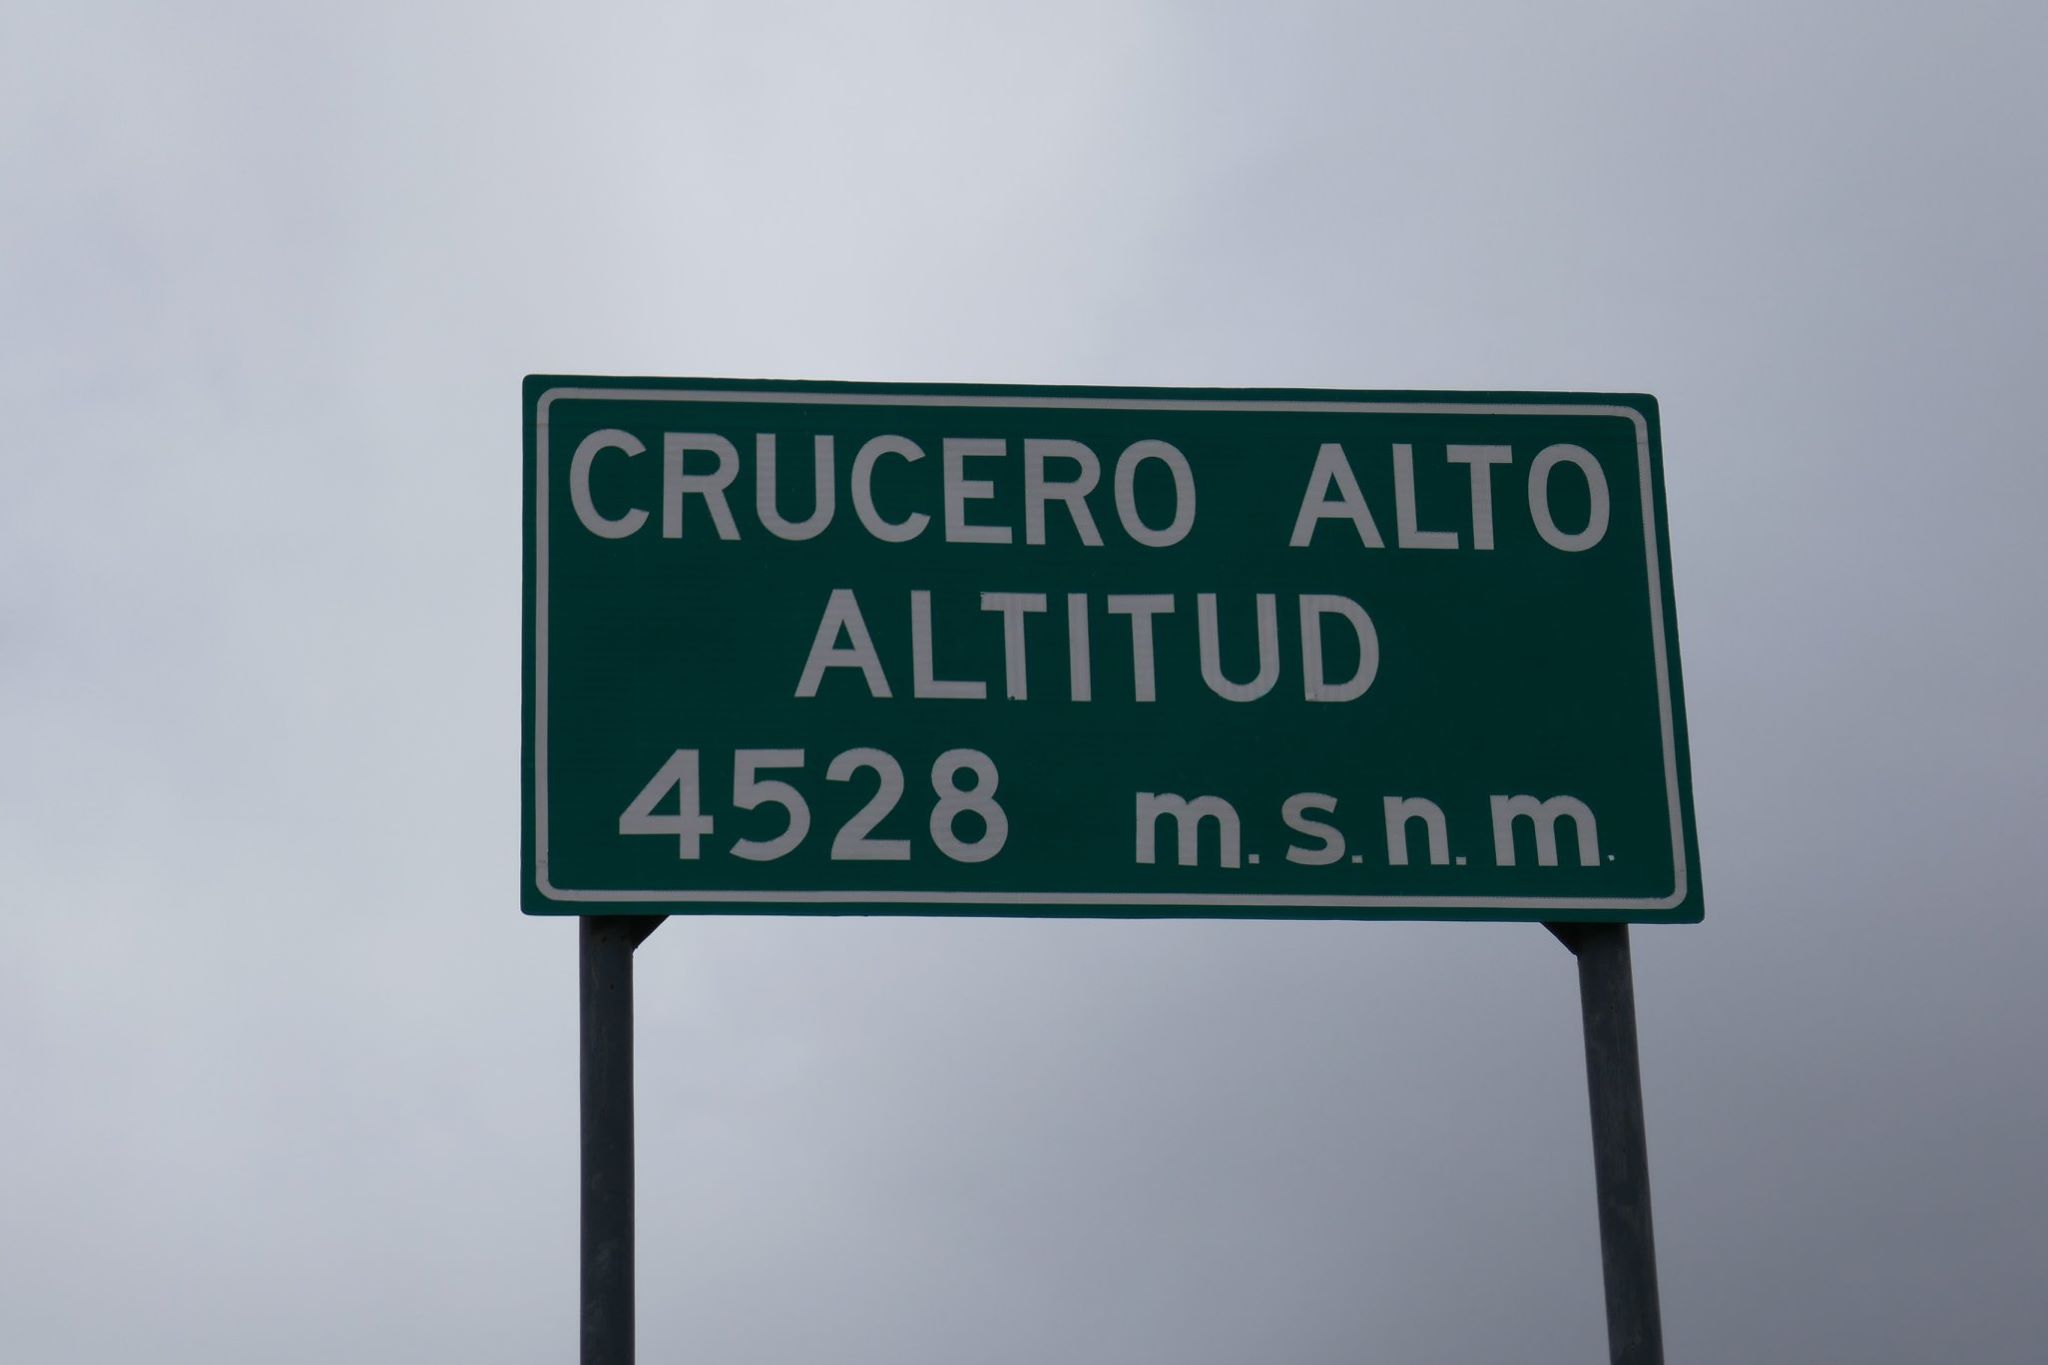 CRUCERO ALTO
ALTITUD
4528 m.s.n.m.